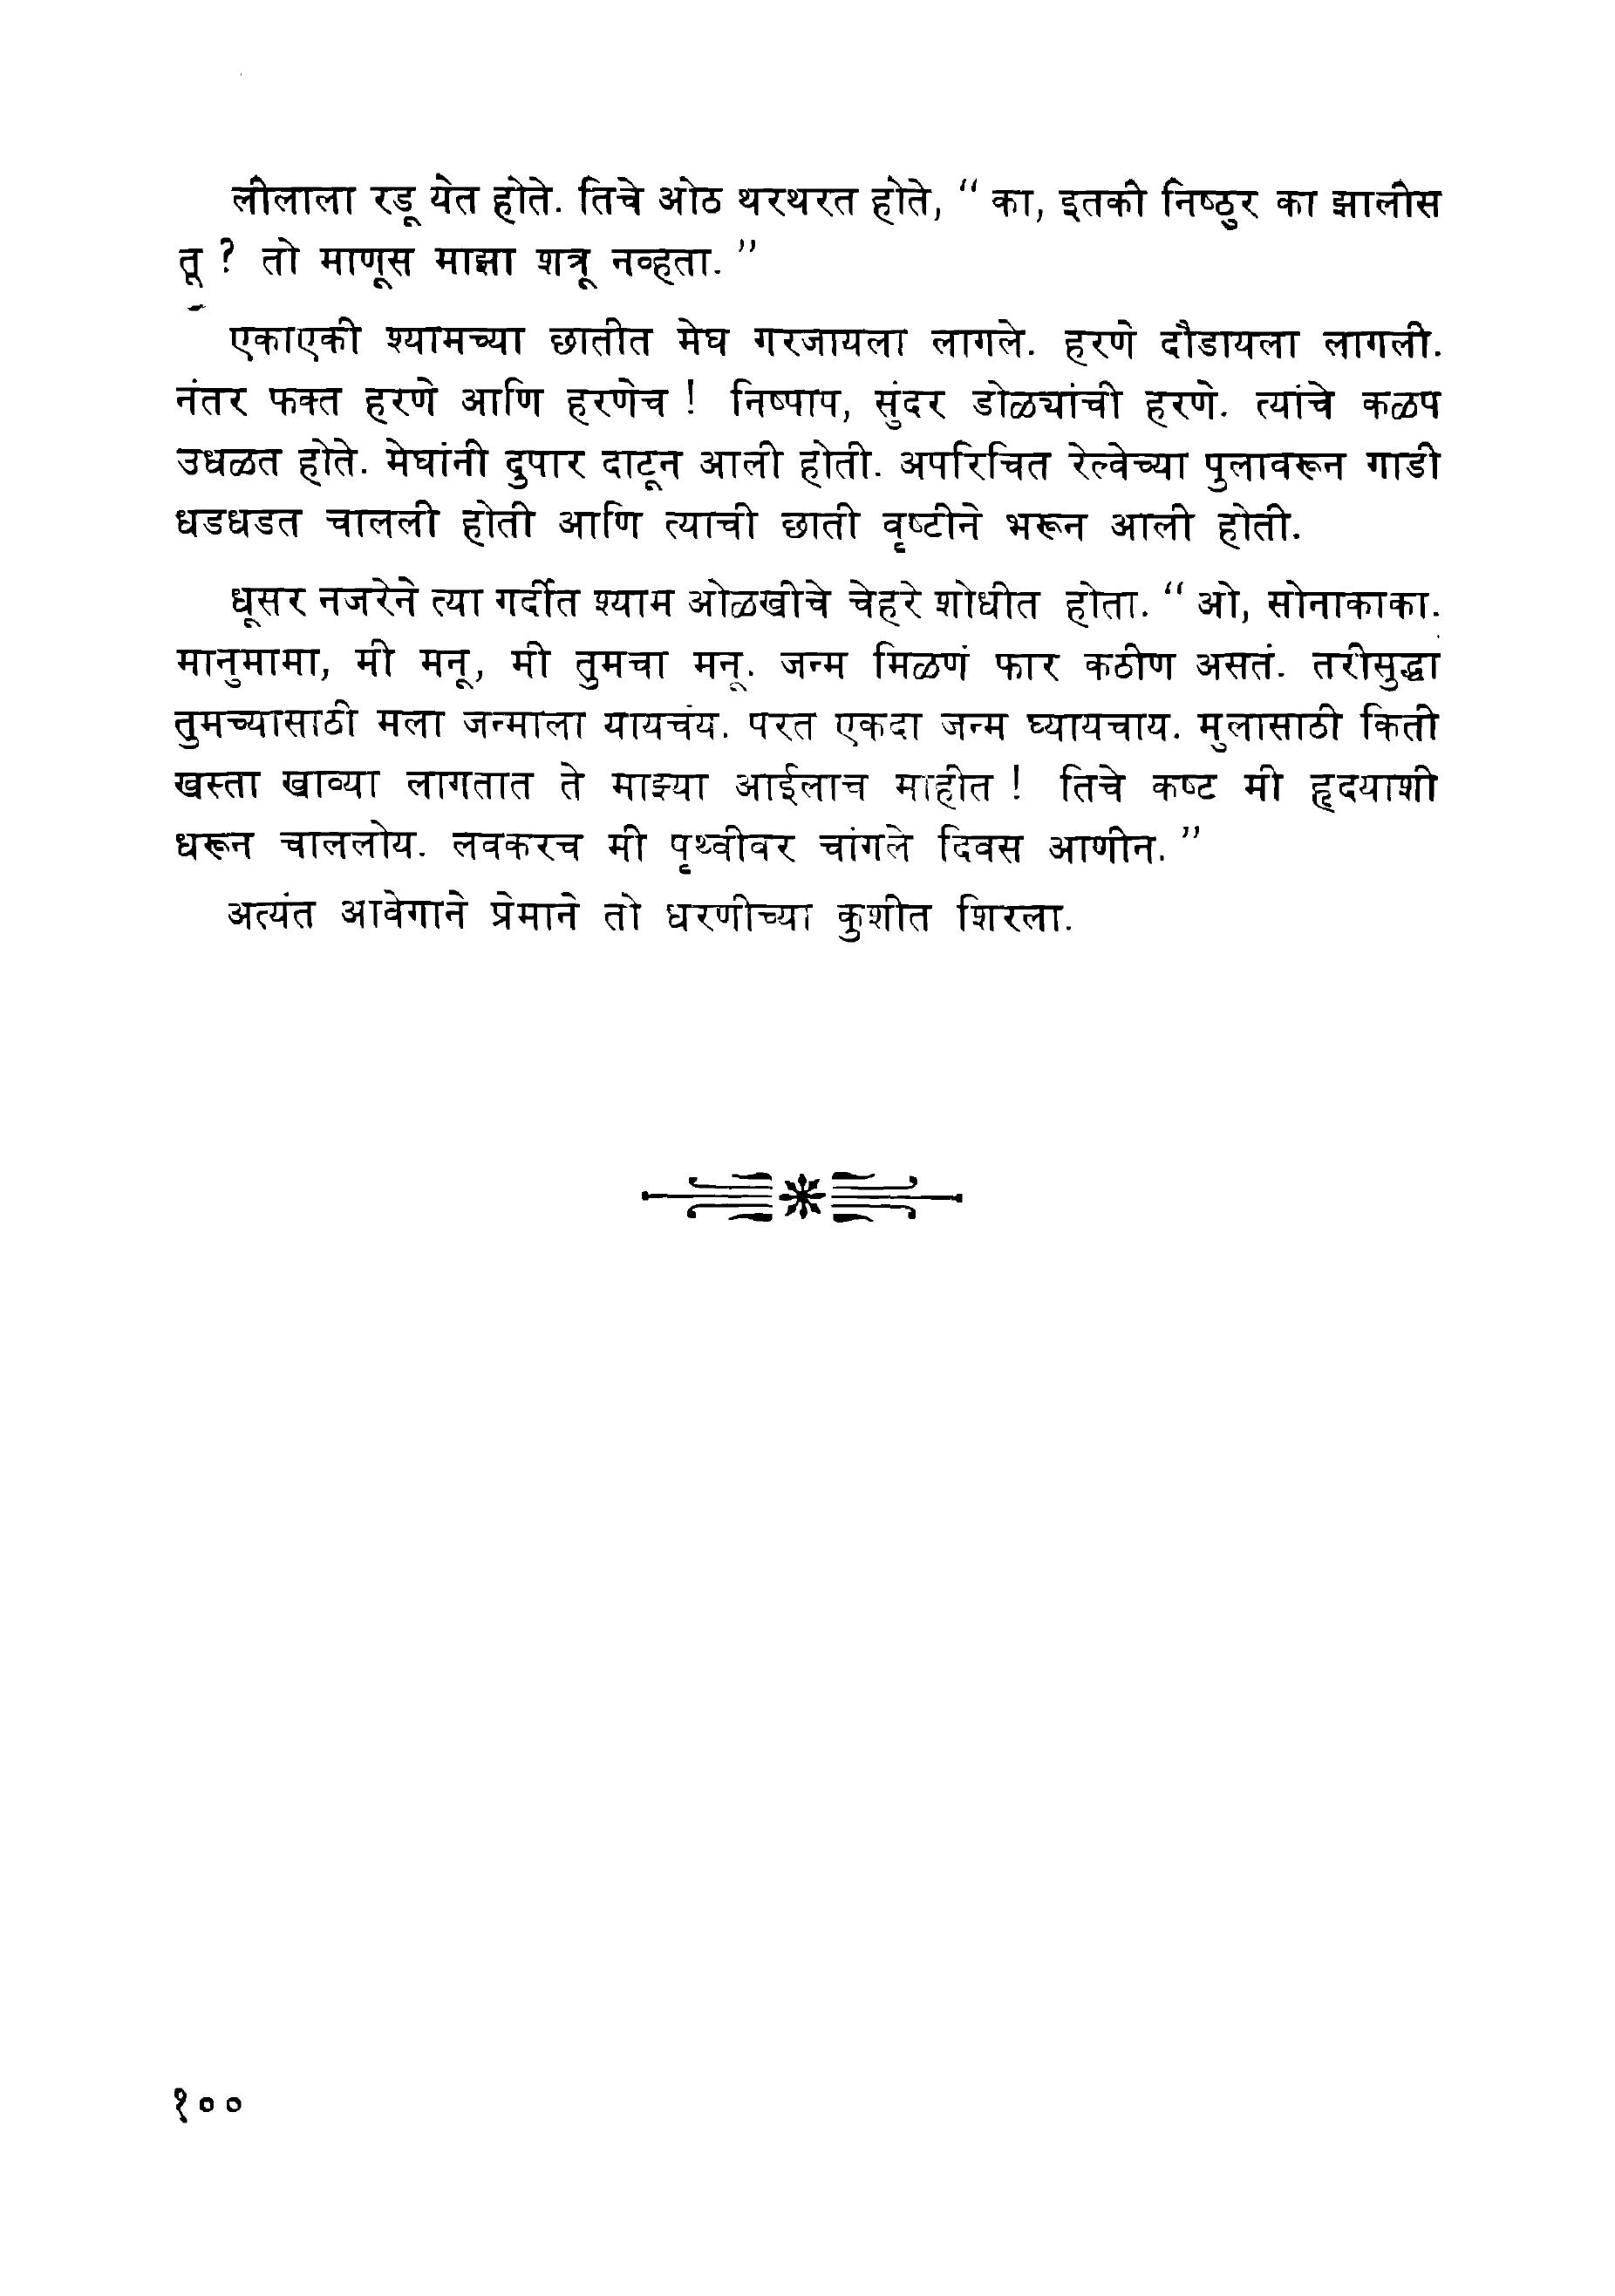 लीलाला रडू येत होते. तिचे ओठ थरथरत होते, “ का, इतकी निष्ठुर का झालीस
तू ? तो माणूस माझा शत्रू नव्हता. ”
एकाएकी श्यामच्या छातीत मेघ गरजायला लागले. हरणे दौडायला लागली.
नंतर फक्त हरणे आणि हरणेच ! निष्पाप, सुंदर डोळ्यांची हरणे. त्यांचे कळप
उधळत होते. मेघांनी दुपार दाटून आली होती. अपरिचित रेल्वेच्या पुलावरून गाडी
धडधडत चालली होती आणि त्याची छाती वृष्टीने भरून आली होती.
धूसर नजरेने त्या गर्दीत श्याम ओळखीचे चेहरे शोधीत होता. “ ओ, सोनाकाका.
मानुमामा, मी मनू, मी तुमचा मनू. जन्म मिळणं फार कठीण असतं. तरीसुद्धा
तुमच्यासाठी मला जन्माला यायचंय. परत एकदा जन्म घ्यायचाय. मुलासाठी किती
खस्ता खाव्या लागतात ते माझ्या आईलाच माहीत ! तिचे कष्ट मी हृदयाशी
धरून चाललोय. लवकरच मी पृथ्वीवर चांगले दिवस आणीन. ”
अत्यंत आवेगाने प्रेमाने तो धरणीच्या कुशीत शिरला.
१००